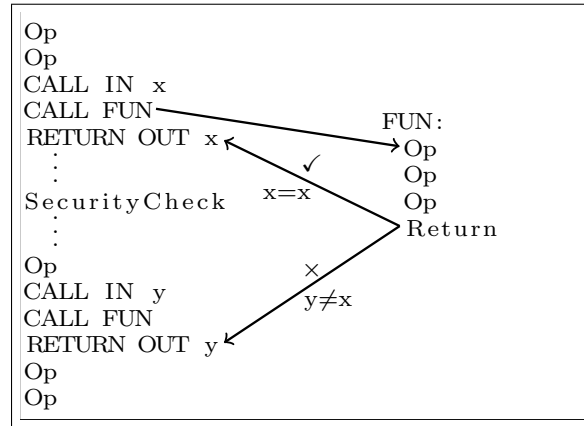 Op
Op
CALL IN x
CALL FUN
RETURN OUT x
⋮
SecurityCheck
⋮
Op
CALL IN y
CALL FUN
RETURN OUT y
Op
Op
✓
x=x
×
y≠x
FUN:
Op
Op
Op
Return